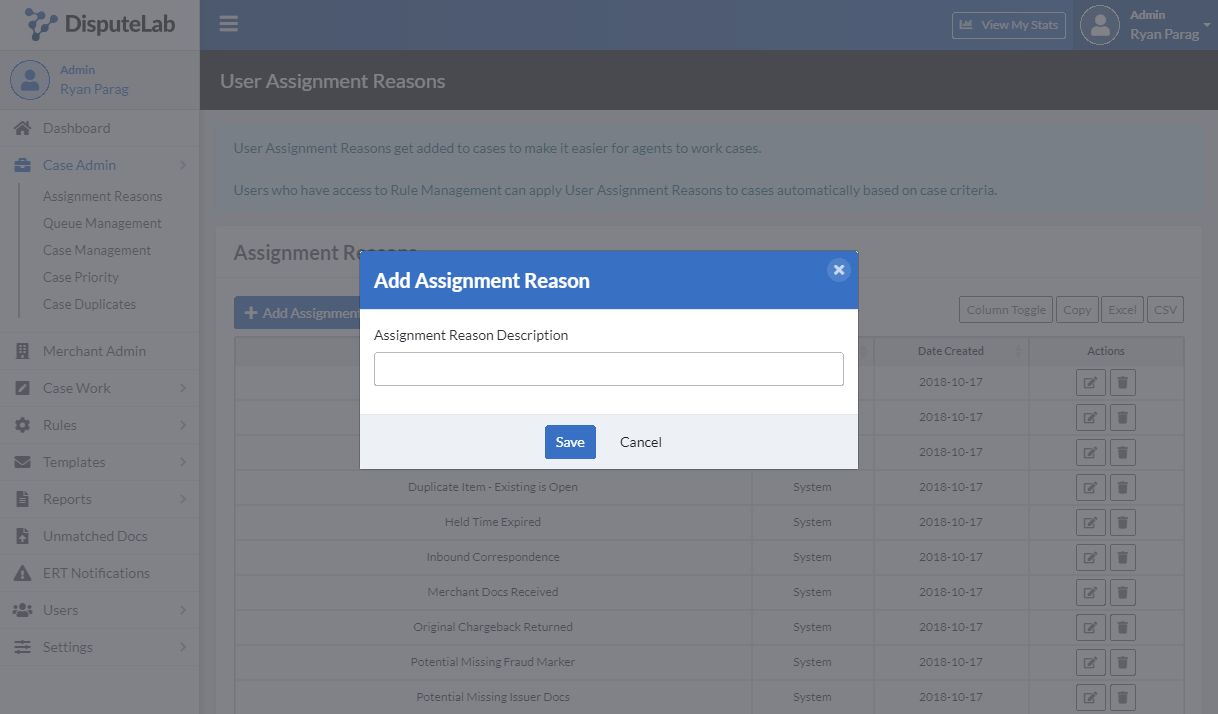 DisputeLab
View My Stats
Admin
Ryan Parag
Admin
Ryan Parag
User Assignment Reasons
Dashboard
Case Admin
Assignment Reasons
Queue Management
Case Management
Case Priority
Case Duplicates
Merchant Admin
Case Work
Rules
Templates
Reports
Unmatched Docs
ERT Notifications
Users
Settings
User Assignment Reasons get added to cases to make it easier for agents to work cases.
Users who have access to Rule Management can apply User Assignment Reasons to cases automatically based on case criteria.
Assignment Reasons
Add Assignment
Column Toggle Copy Excel CSV
Add Assignment Reason
Assignment Reason Description
Save Cancel
Date Created Actions
2018-10-17
2018-10-17
2018-10-17
Duplicate Item - Existing is Open System 2018-10-17
Held Time Expired System 2018-10-17
Inbound Correspondence System 2018-10-17
Merchant Docs Received System 2018-10-17
Original Chargeback Returned System 2018-10-17
Potential Missing Fraud Marker System 2018-10-17
Potential Missing Issuer Docs System 2018-10-17